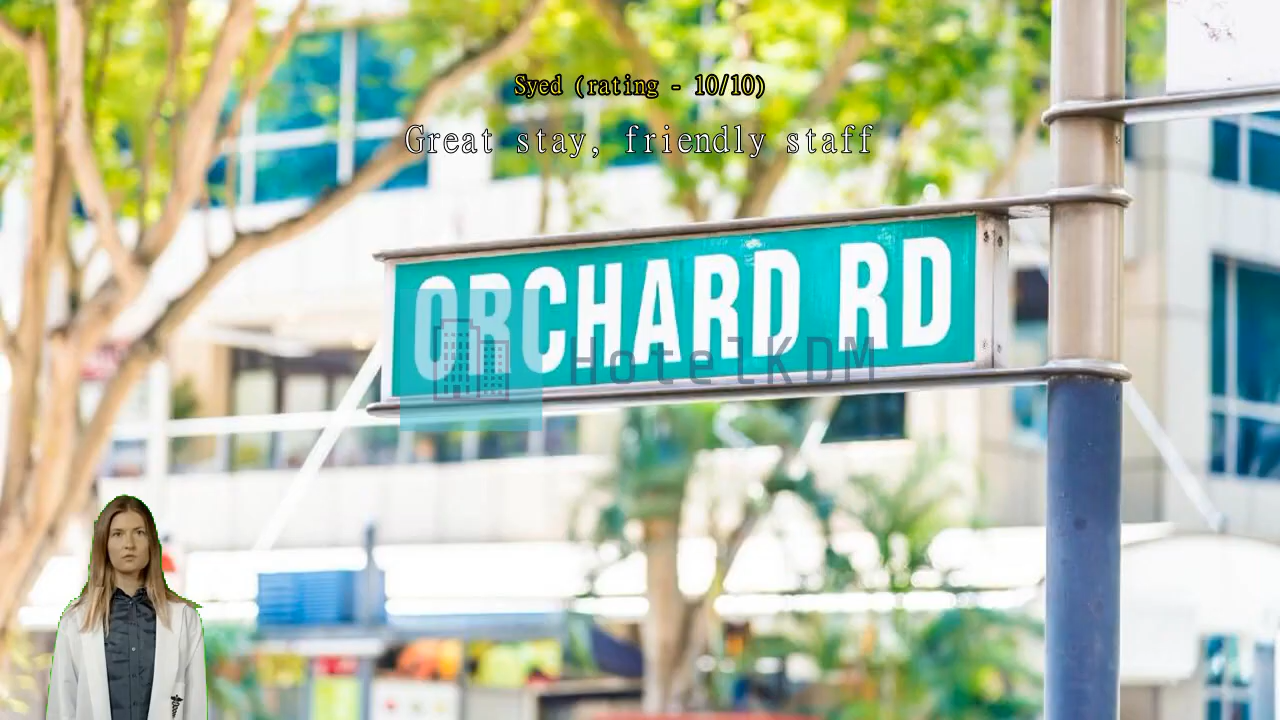 Syed (rating - 10/10)
Great stay, friendly staff
ORCHARD RD
HotelKDM